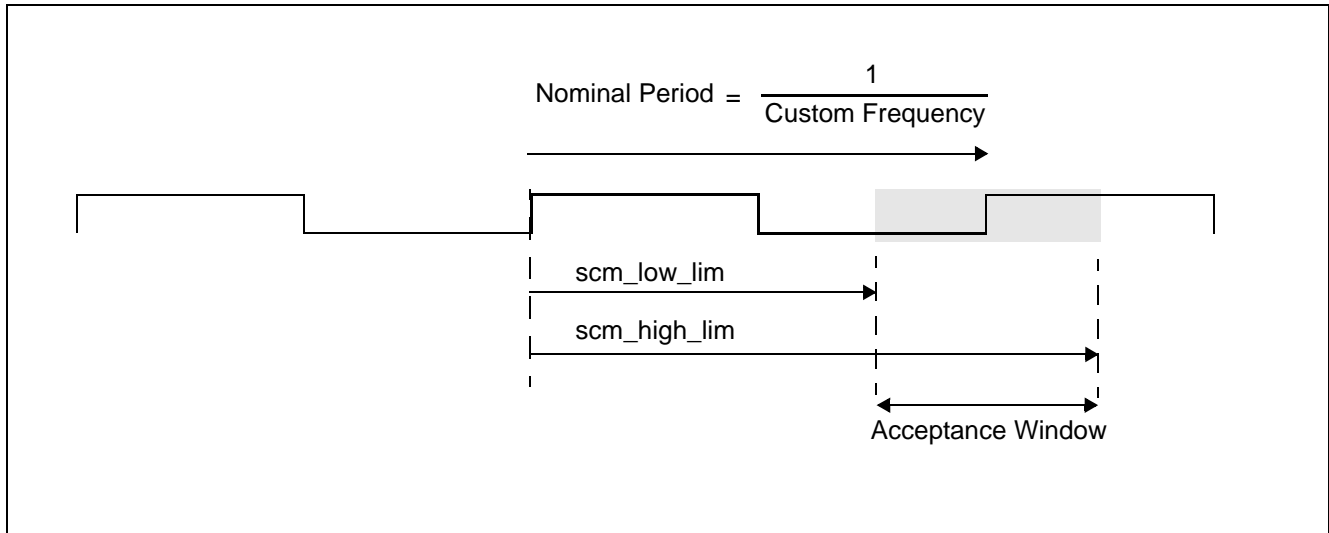 1
Nominal Period =
Custom Frequency
scm_low_lim
scm_high_lim
Acceptance Window